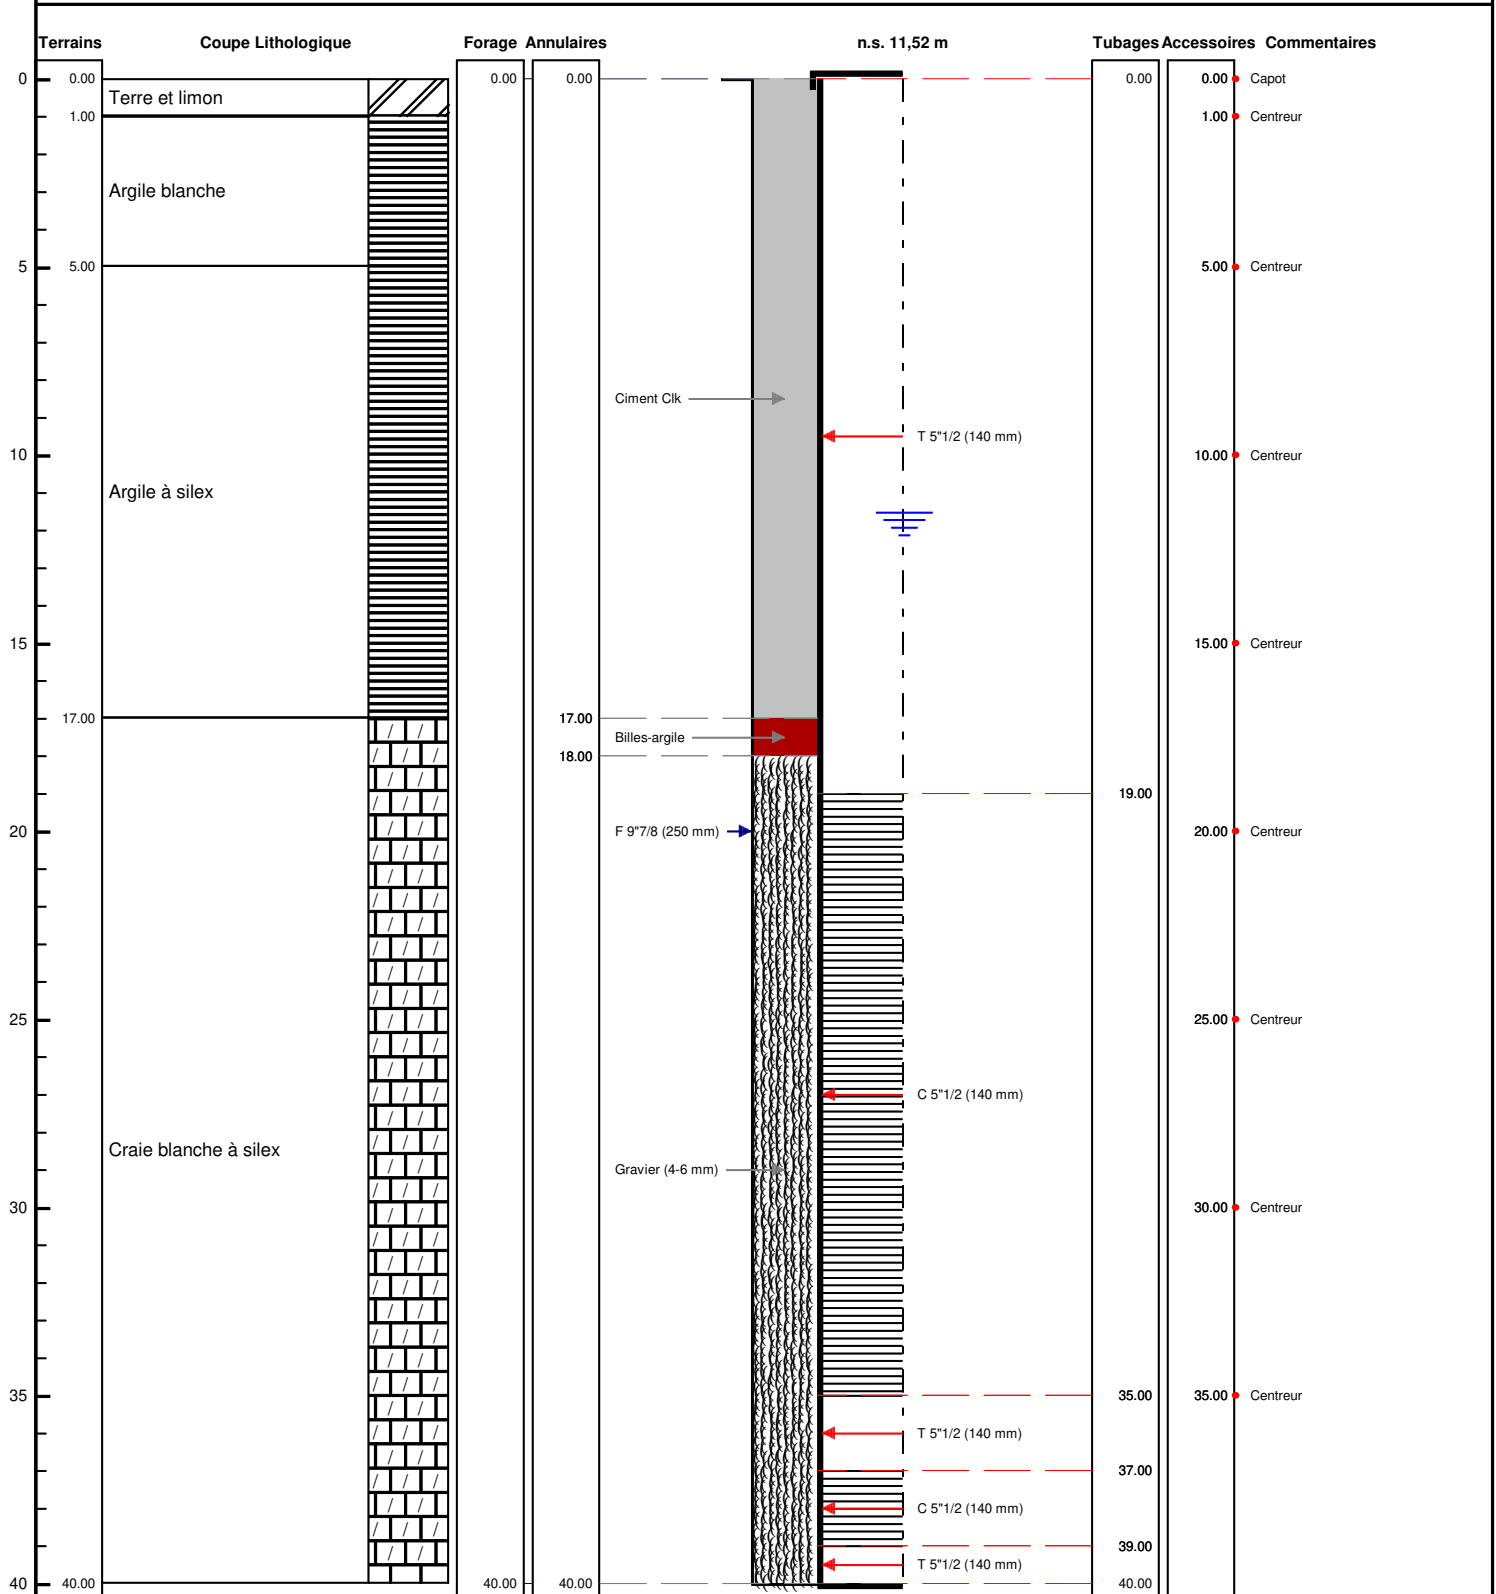 Terrains Coupe Lithologique Forage Annulaires n.s. 11,52 m Tubages Accessoires Commentaires
0 0.00 0.00 0.00 0.00 0.00 Capot
Terre et limon
1.00 1.00 Centreur
Argile blanche
5 5.00 5.00 Centreur
Ciment Clk
T 5"1/2 (140 mm)
10 10.00 Centreur
Argile à silex
15 15.00 Centreur
17.00 17.00
Billes-argile
18.00
19.00
20 F 9"7/8 (250 mm) 20.00 Centreur
25 25.00 Centreur
C 5"1/2 (140 mm)
Craie blanche à silex
Gravier (4-6 mm)
30 30.00 Centreur
35 35.00 35.00 Centreur
T 5"1/2 (140 mm)
37.00
C 5"1/2 (140 mm)
39.00
T 5"1/2 (140 mm)
40 40.00 40.00 40.00 40.00